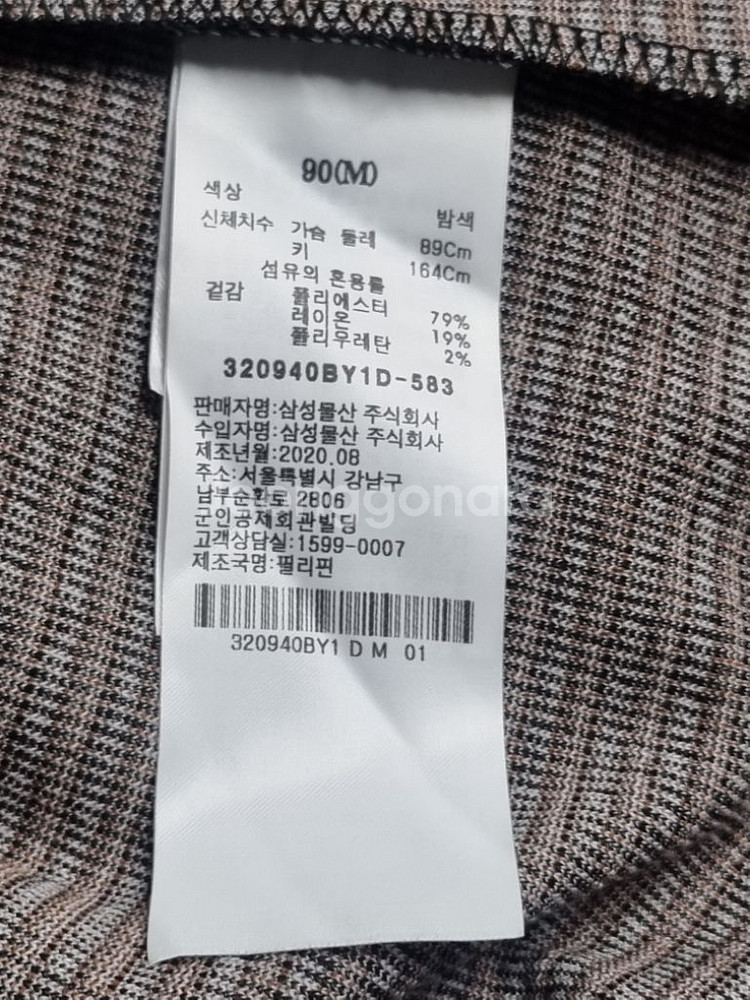 90(M)
색상 밤색
신체치수 가슴 둘레 89Cm
키 164Cm
섬유의 혼용률
겉감 폴리에스터 79%
레이온 19%
폴리우레탄 2%
320940BY1D-583
판매자명:삼성물산 주식회사
수입자명:삼성물산 주식회사
제조년월:2020.08
주소:서울특별시 강남구
남부순환로 2806
군인공제회관빌딩
고객상담실:1599-0007
제조국명:필리핀
320940BY1 D M 01